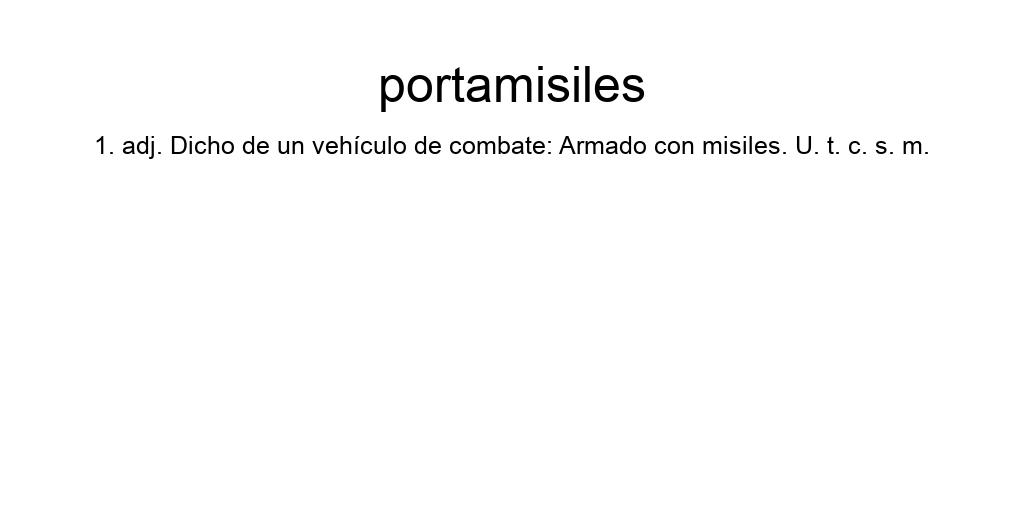 portamisiles
1. adj. Dicho de un vehículo de combate: Armado con misiles. U. t. c. s. m.